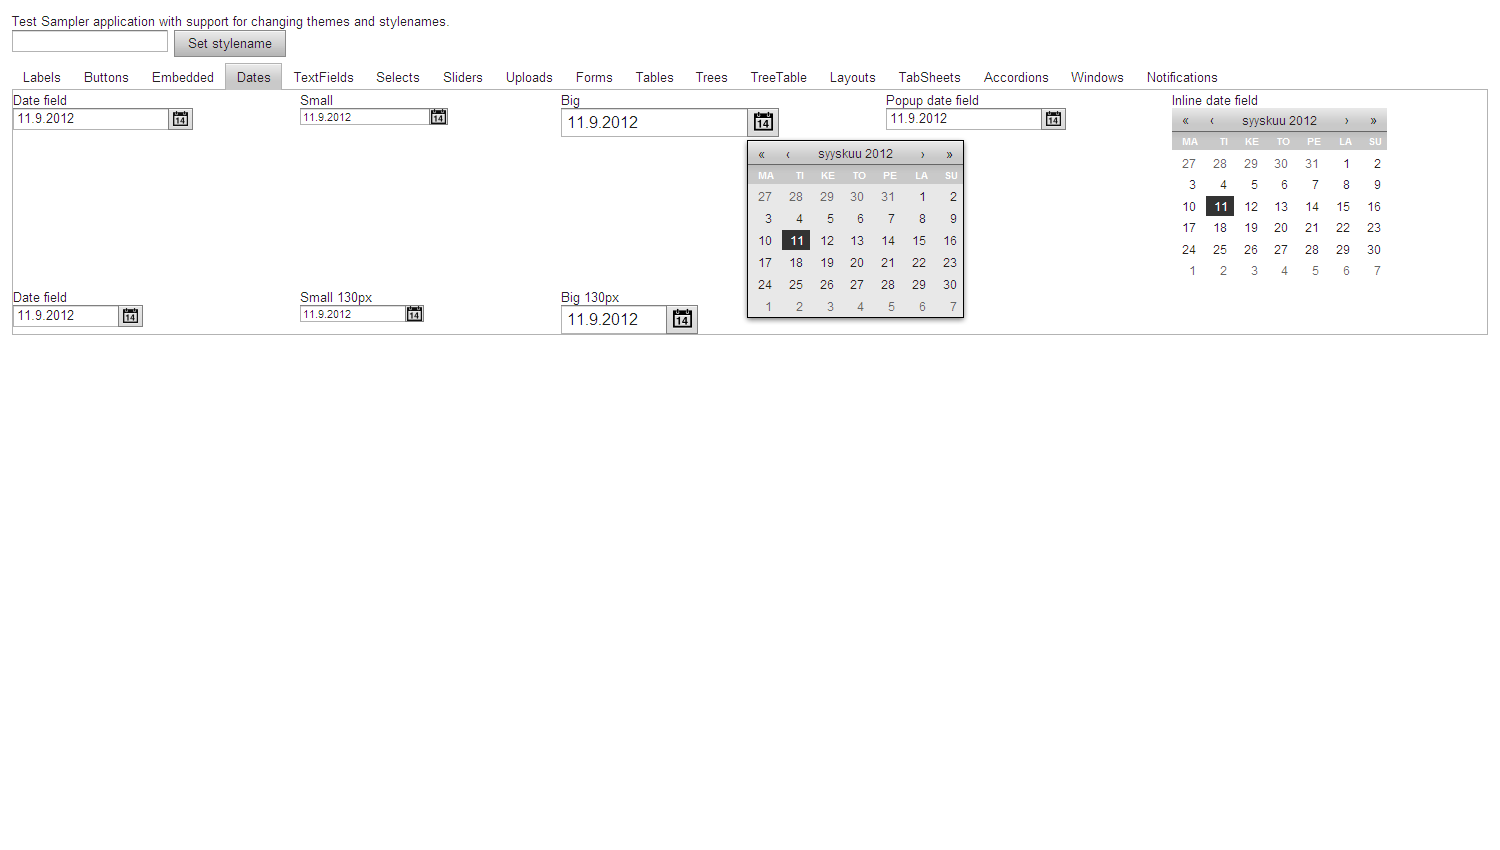 Test Sampler application with support for changing themes and stylenames.
Set stylename
Labels Buttons Embedded Dates TextFields Selects Sliders Uploads Forms Tables Trees TreeTable Layouts TabSheets Accordions Windows Notifications
Date field Small Big Popup date field Inline date field
11.9.2012 14 11.9.2012 14 11.9.2012 14 11.9.2012 14
« ‹ syyskuu 2012 › »
MA TI KE TO PE LA SU
27 28 29 30 31 1 2
3 4 5 6 7 8 9
10 11 12 13 14 15 16
17 18 19 20 21 22 23
24 25 26 27 28 29 30
1 2 3 4 5 6 7
« ‹ syyskuu 2012 › »
MA TI KE TO PE LA SU
27 28 29 30 31 1 2
3 4 5 6 7 8 9
10 11 12 13 14 15 16
17 18 19 20 21 22 23
24 25 26 27 28 29 30
1 2 3 4 5 6 7
Date field Small 130px Big 130px
11.9.2012 14 11.9.2012 14 11.9.2012 14